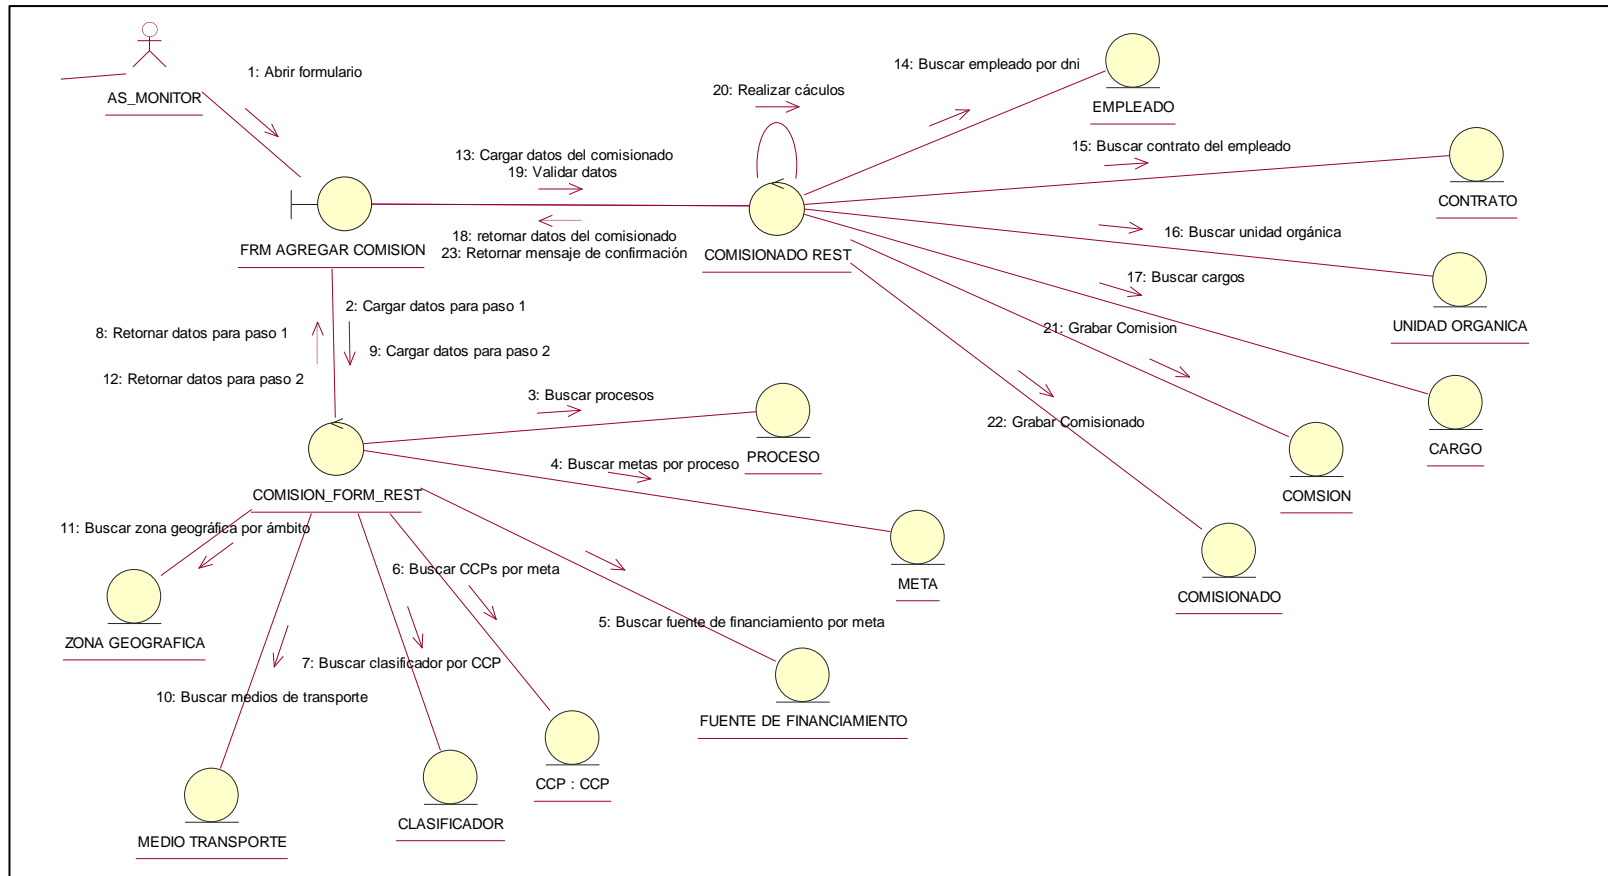 1: Abrir formulario
AS_MONITOR
14: Buscar empleado por dni
20: Realizar cáculos
EMPLEADO
13: Cargar datos del comisionado
19: Validar datos
15: Buscar contrato del empleado
CONTRATO
18: retornar datos del comisionado
23: Retornar mensaje de confirmación
FRM AGREGAR COMISION
COMISIONADO REST
16: Buscar unidad orgánica
17: Buscar cargos
UNIDAD ORGANICA
2: Cargar datos para paso 1
8: Retornar datos para paso 1
21: Grabar Comision
9: Cargar datos para paso 2
12: Retornar datos para paso 2
3: Buscar procesos
22: Grabar Comisionado
CARGO
PROCESO
4: Buscar metas por proceso
COMSION
COMISION_FORM_REST
11: Buscar zona geográfica por ámbito
6: Buscar CCPs por meta
META
COMISIONADO
5: Buscar fuente de financiamiento por meta
ZONA GEOGRAFICA
7: Buscar clasificador por CCP
10: Buscar medios de transporte
FUENTE DE FINANCIAMIENTO
CCP : CCP
CLASIFICADOR
MEDIO TRANSPORTE